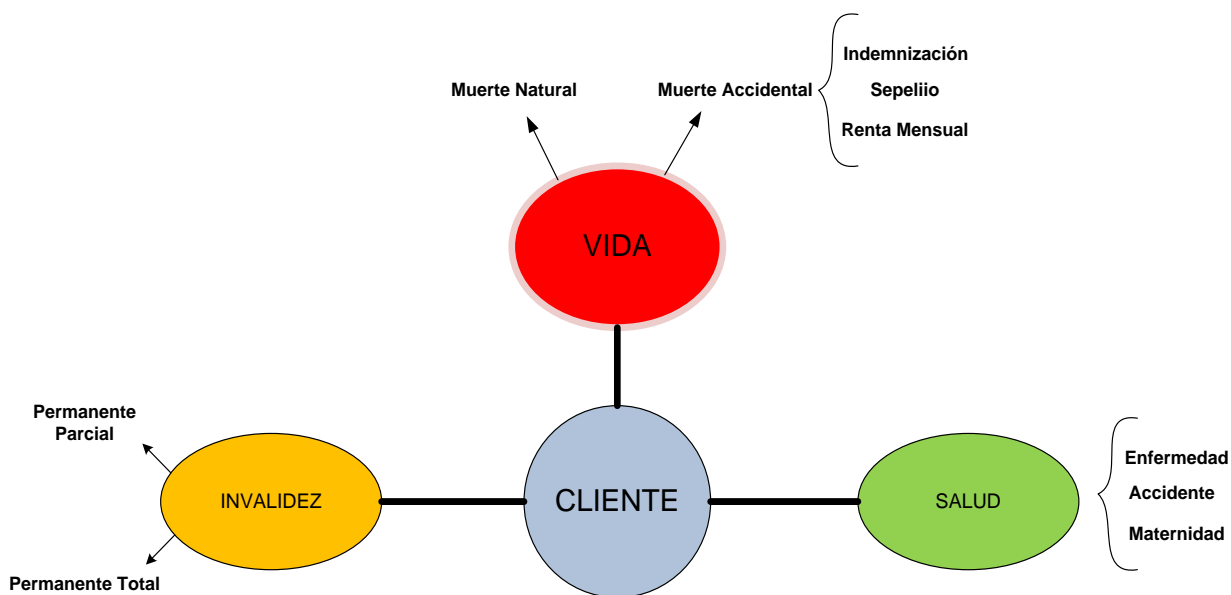 Indemnización
Muerte Natural
Muerte Accidental
Sepeliio
Renta Mensual
VIDA
Permanente
Parcial
INVALIDEZ
CLIENTE
SALUD
Enfermedad
Accidente
Maternidad
Permanente Total